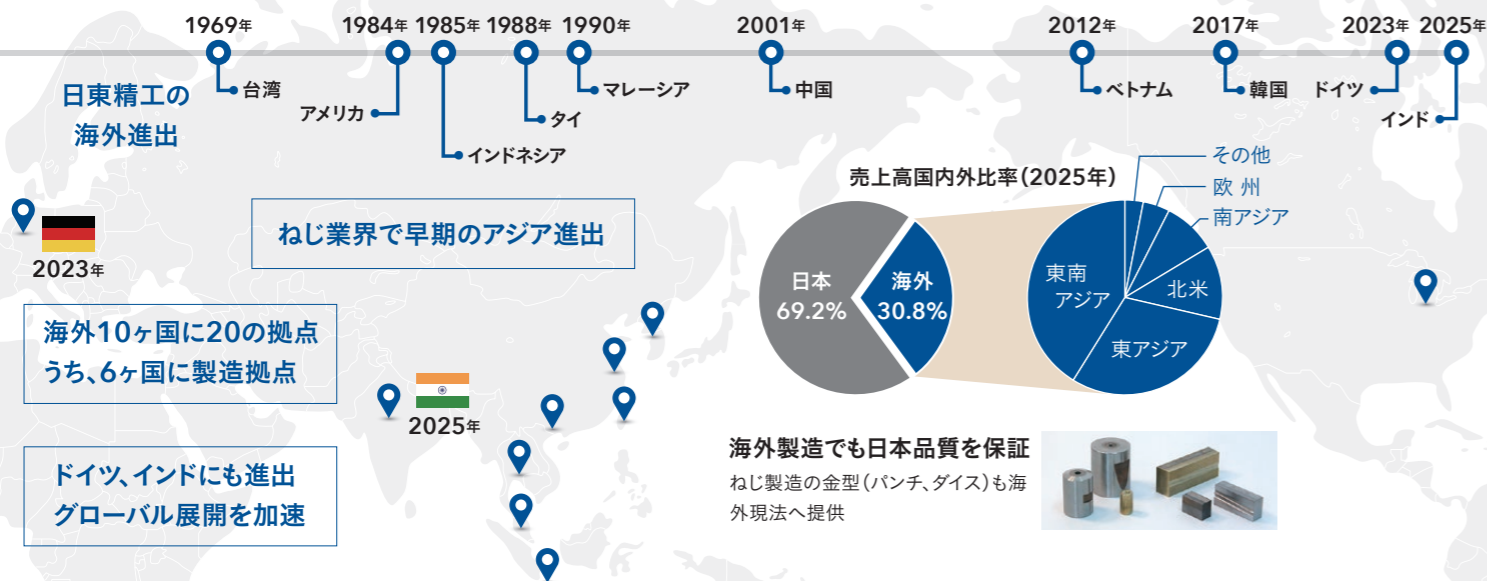 1969年
1984年
1985年
1988年
1990年
2001年
2012年
2017年
2023年
2025年
台湾
アメリカ
インドネシア
タイ
マレーシア
中国
ベトナム
韓国
ドイツ
インド
日東精工の
海外進出
2023年
ねじ業界で早期のアジア進出
海外10ヶ国に20の拠点
うち、6ヶ国に製造拠点
2025年
ドイツ、インドにも進出
グローバル展開を加速
売上高国内外比率（2025年）
日本
69.2%
海外
30.8%
その他
欧 州
南アジア
北米
東アジア
東南
アジア
海外製造でも日本品質を保証
ねじ製造の金型（パンチ、ダイス）も海
外現法へ提供